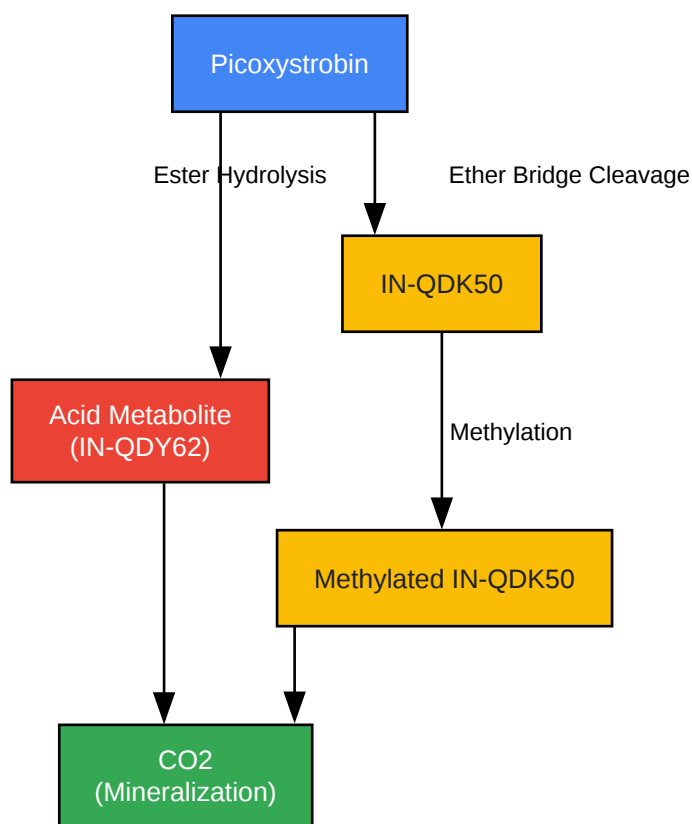 Picoxystrobin
Ester Hydrolysis
Ether Bridge Cleavage
IN-QDK50
Acid Metabolite
(IN-QDY62)
Methylation
Methylated IN-QDK50
CO2
(Mineralization)